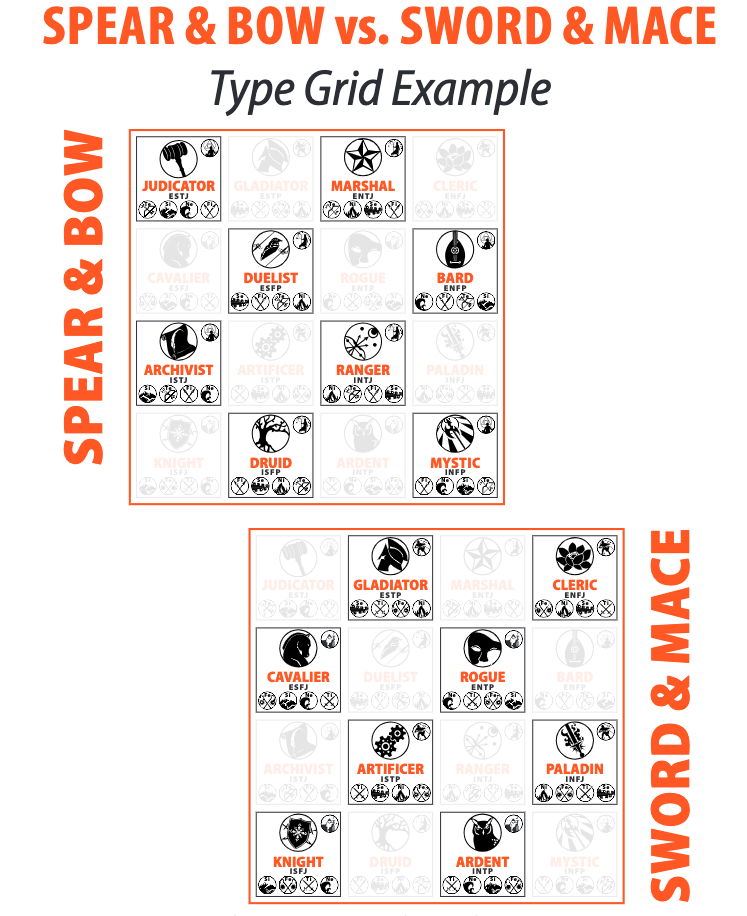 SPEAR & BOW vs. SWORD & MACE
Type Grid Example
SPEAR & BOW
JUDICATOR GLADIATOR MARSHAL CLERIC
ESTJ ESTP ENTJ ENFJ
CAVALIER DUELIST ROGUE BARD
ESFJ ESFP ENTP ENFP
ARCHIVIST ARTIFICER RANGER PALADIN
ISTJ ISTP INTJ INFJ
KNIGHT DRUID ARDENT MYSTIC
ISFJ ISFP INTP INFP
SWORD & MACE
JUDICATOR GLADIATOR MARSHAL CLERIC
ESTJ ESTP ENTJ ENFJ
CAVALIER DUELIST ROGUE BARD
ESFJ ESFP ENTP ENFP
ARCHIVIST ARTIFICER RANGER PALADIN
ISTJ ISTP INTJ INFJ
KNIGHT DRUID ARDENT MYSTIC
ISFJ ISFP INTP INFP